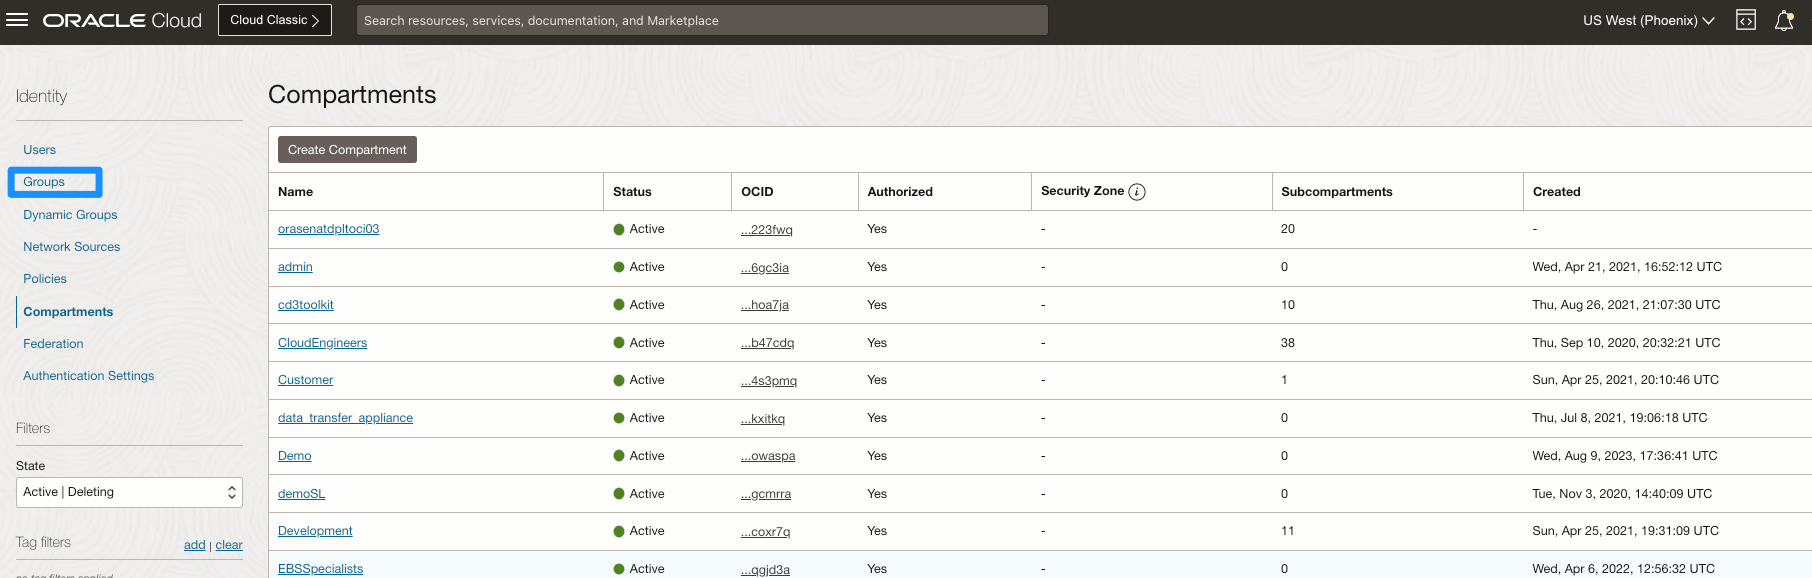 ORACLE Cloud
Cloud Classic
Search resources, services, documentation, and Marketplace
US West (Phoenix)
Identity
Users
Groups
Dynamic Groups
Network Sources
Policies
Compartments
Federation
Authentication Settings
Filters
State
Active | Deleting
Tag filters add | clear
no tag filters applied
Compartments
Create Compartment
Name Status OCID Authorized Security Zone i Subcompartments Created
orasenatdpltoci03 Active ...223fwq Yes - 20 -
admin Active ...6gc3ia Yes - 0 Wed, Apr 21, 2021, 16:52:12 UTC
cd3toolkit Active ...hoa7ja Yes - 10 Thu, Aug 26, 2021, 21:07:30 UTC
CloudEngineers Active ...b47cdq Yes - 38 Thu, Sep 10, 2020, 20:32:21 UTC
Customer Active ...4s3pmq Yes - 1 Sun, Apr 25, 2021, 20:10:46 UTC
data_transfer_appliance Active ...kxitkq Yes - 0 Thu, Jul 8, 2021, 19:06:18 UTC
Demo Active ...owaspa Yes - 0 Wed, Aug 9, 2023, 17:36:41 UTC
demoSL Active ...gcmrra Yes - 0 Tue, Nov 3, 2020, 14:40:09 UTC
Development Active ...coxr7q Yes - 11 Sun, Apr 25, 2021, 19:31:09 UTC
EBSSpecialists Active ...qgjd3a Yes - 0 Wed, Apr 6, 2022, 12:56:32 UTC